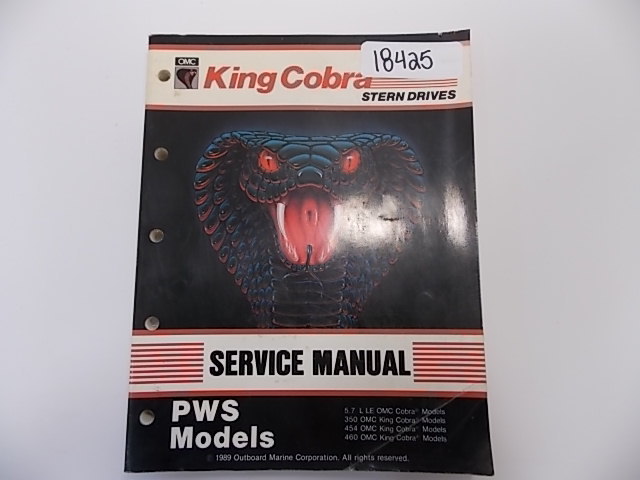 18425
OMC
King Cobra
STERN DRIVES
SERVICE MANUAL
PWS
Models
5.7 L LE OMC Cobra® Models
350 OMC King Cobra® Models
454 OMC King Cobra® Models
460 OMC King Cobra® Models
© 1989 Outboard Marine Corporation. All rights reserved.